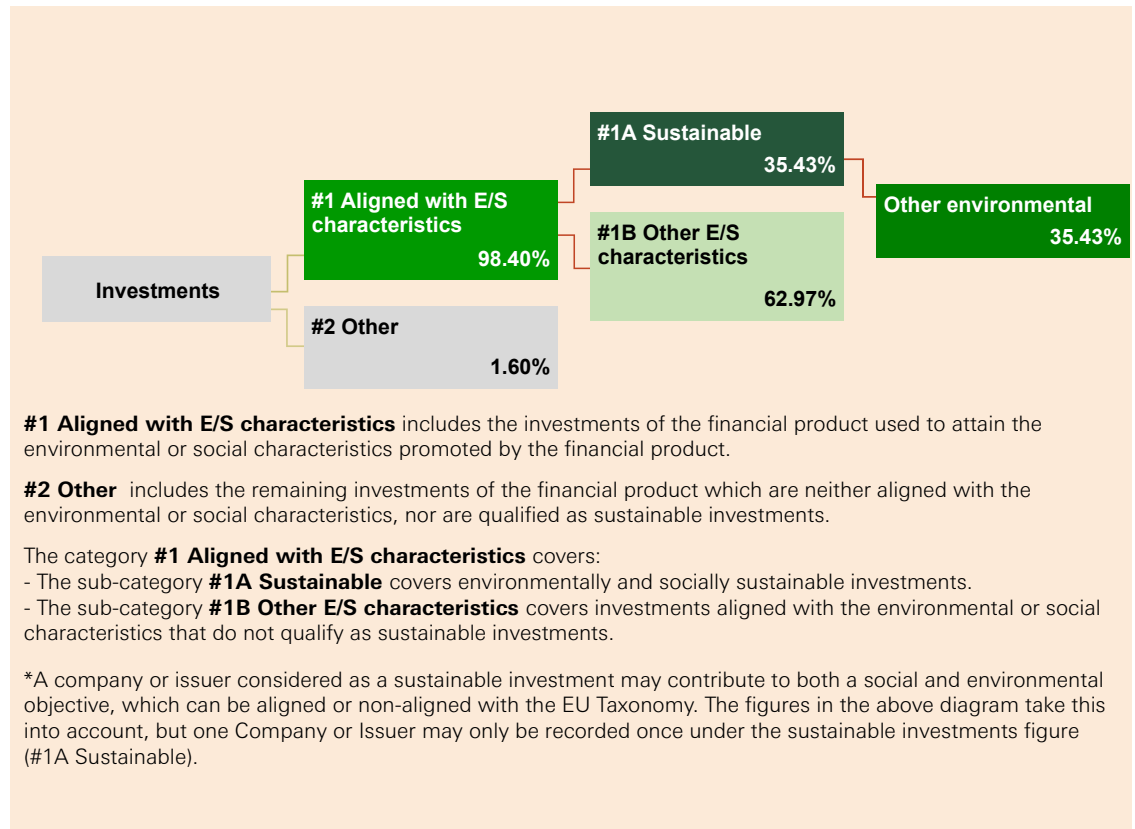 #1A Sustainable
35.43%
#1 Aligned with E/S
characteristics
98.40%
Other environmental
35.43%
#1B Other E/S
characteristics
62.97%
Investments
#2 Other
1.60%
#1 Aligned with E/S characteristics includes the investments of the financial product used to attain the
environmental or social characteristics promoted by the financial product.
#2 Other includes the remaining investments of the financial product which are neither aligned with the
environmental or social characteristics, nor are qualified as sustainable investments.
The category #1 Aligned with E/S characteristics covers:
- The sub-category #1A Sustainable covers environmentally and socially sustainable investments.
- The sub-category #1B Other E/S characteristics covers investments aligned with the environmental or social
characteristics that do not qualify as sustainable investments.
*A company or issuer considered as a sustainable investment may contribute to both a social and environmental
objective, which can be aligned or non-aligned with the EU Taxonomy. The figures in the above diagram take this
into account, but one Company or Issuer may only be recorded once under the sustainable investments figure
(#1A Sustainable).